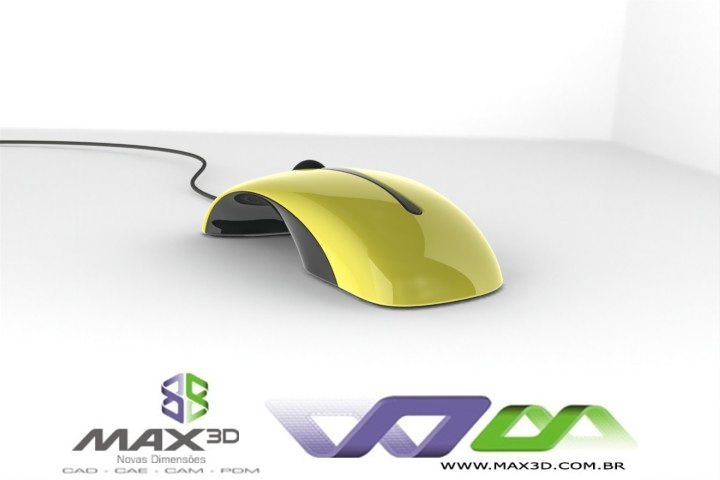 MAX3D
Novas Dimensões
CAD - CAE - CAM - PDM
WWW.MAX3D.COM.BR